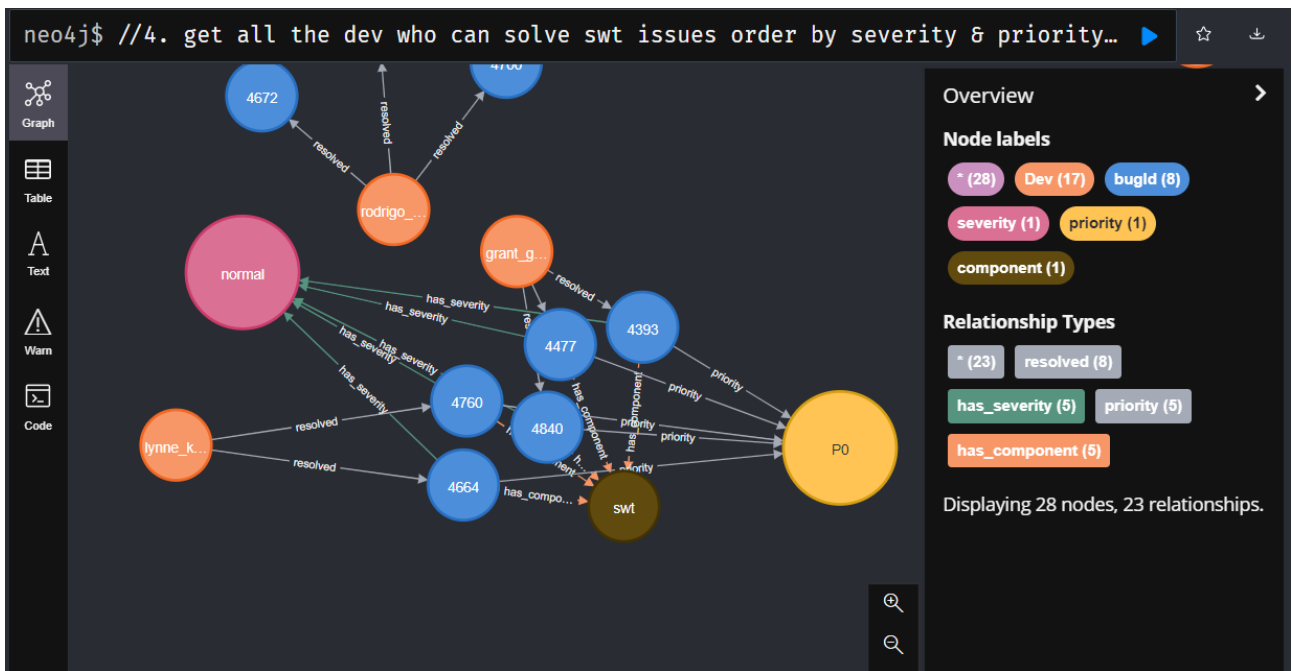 neo4j$ //4. get all the dev who can solve swt issues order by severity & priority…
Graph
Table
Text
Warn
Code
4672
4700
resolved
resolved
resolved
rodrigo_…
normal
grant_g…
resolved
has_severity
has_severity
4477
4393
has_severity
has_severity
has_severity
priority
priority
has_component
has_component
4760
4840
resolved
priority
priority
lynne_k…
P0
resolved
4664
priority
has_compo…
swt
Overview
Node labels
* (28) Dev (17) bugId (8)
severity (1) priority (1)
component (1)
Relationship Types
* (23) resolved (8)
has_severity (5) priority (5)
has_component (5)
Displaying 28 nodes, 23 relationships.